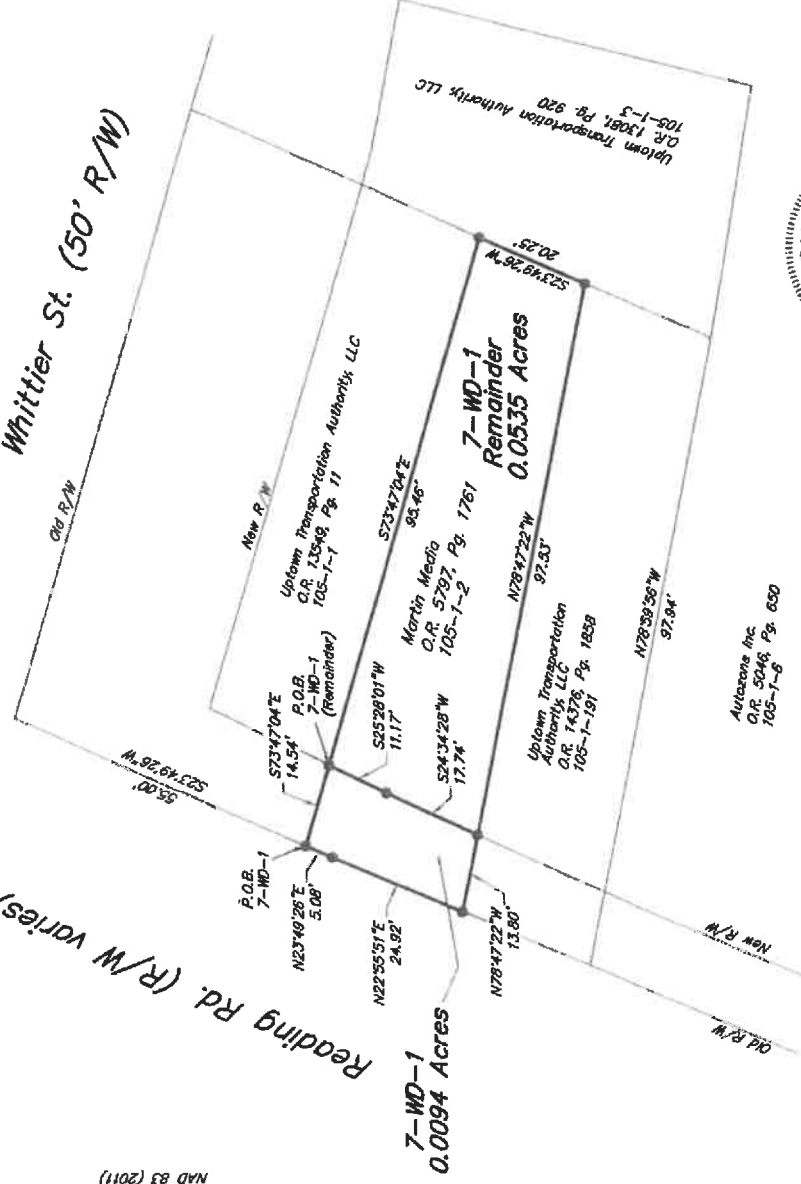 Whittier St. (50' R/W)
Old R/W
New R/W
Uptown Transportation Authority, LLC
O.R. 13081, Pg. 920
105-1-3
Uptown Transportation Authority, LLC
O.R. 13549, Pg. 11
105-1-1
S23°49'26"W
55.00'
S73°47'04"E
14.54'
P.O.B.
7-WD-1
(Remainder)
S73°47'04"E
95.46'
S23°49'26"W
20.25'
7-WD-1
Remainder
0.0535 Acres
Martin Media
O.R. 5797, Pg. 1761
105-1-2
S25°28'01"W
11.17'
S24°34'28"W
17.74'
N78°47'22"W
97.53'
P.O.B.
7-WD-1
N23°49'26"E
5.08'
N22°55'51"E
24.92'
N78°47'22"W
13.80'
Uptown Transportation
Authority, LLC
O.R. 14376, Pg. 1858
105-1-191
N78°59'56"W
97.94'
Autozone Inc.
O.R. 5046, Pg. 650
105-1-6
Reading Rd. (R/W varies)
7-WD-1
0.0094 Acres
New R/W
Old R/W
NAD 83 (2011)